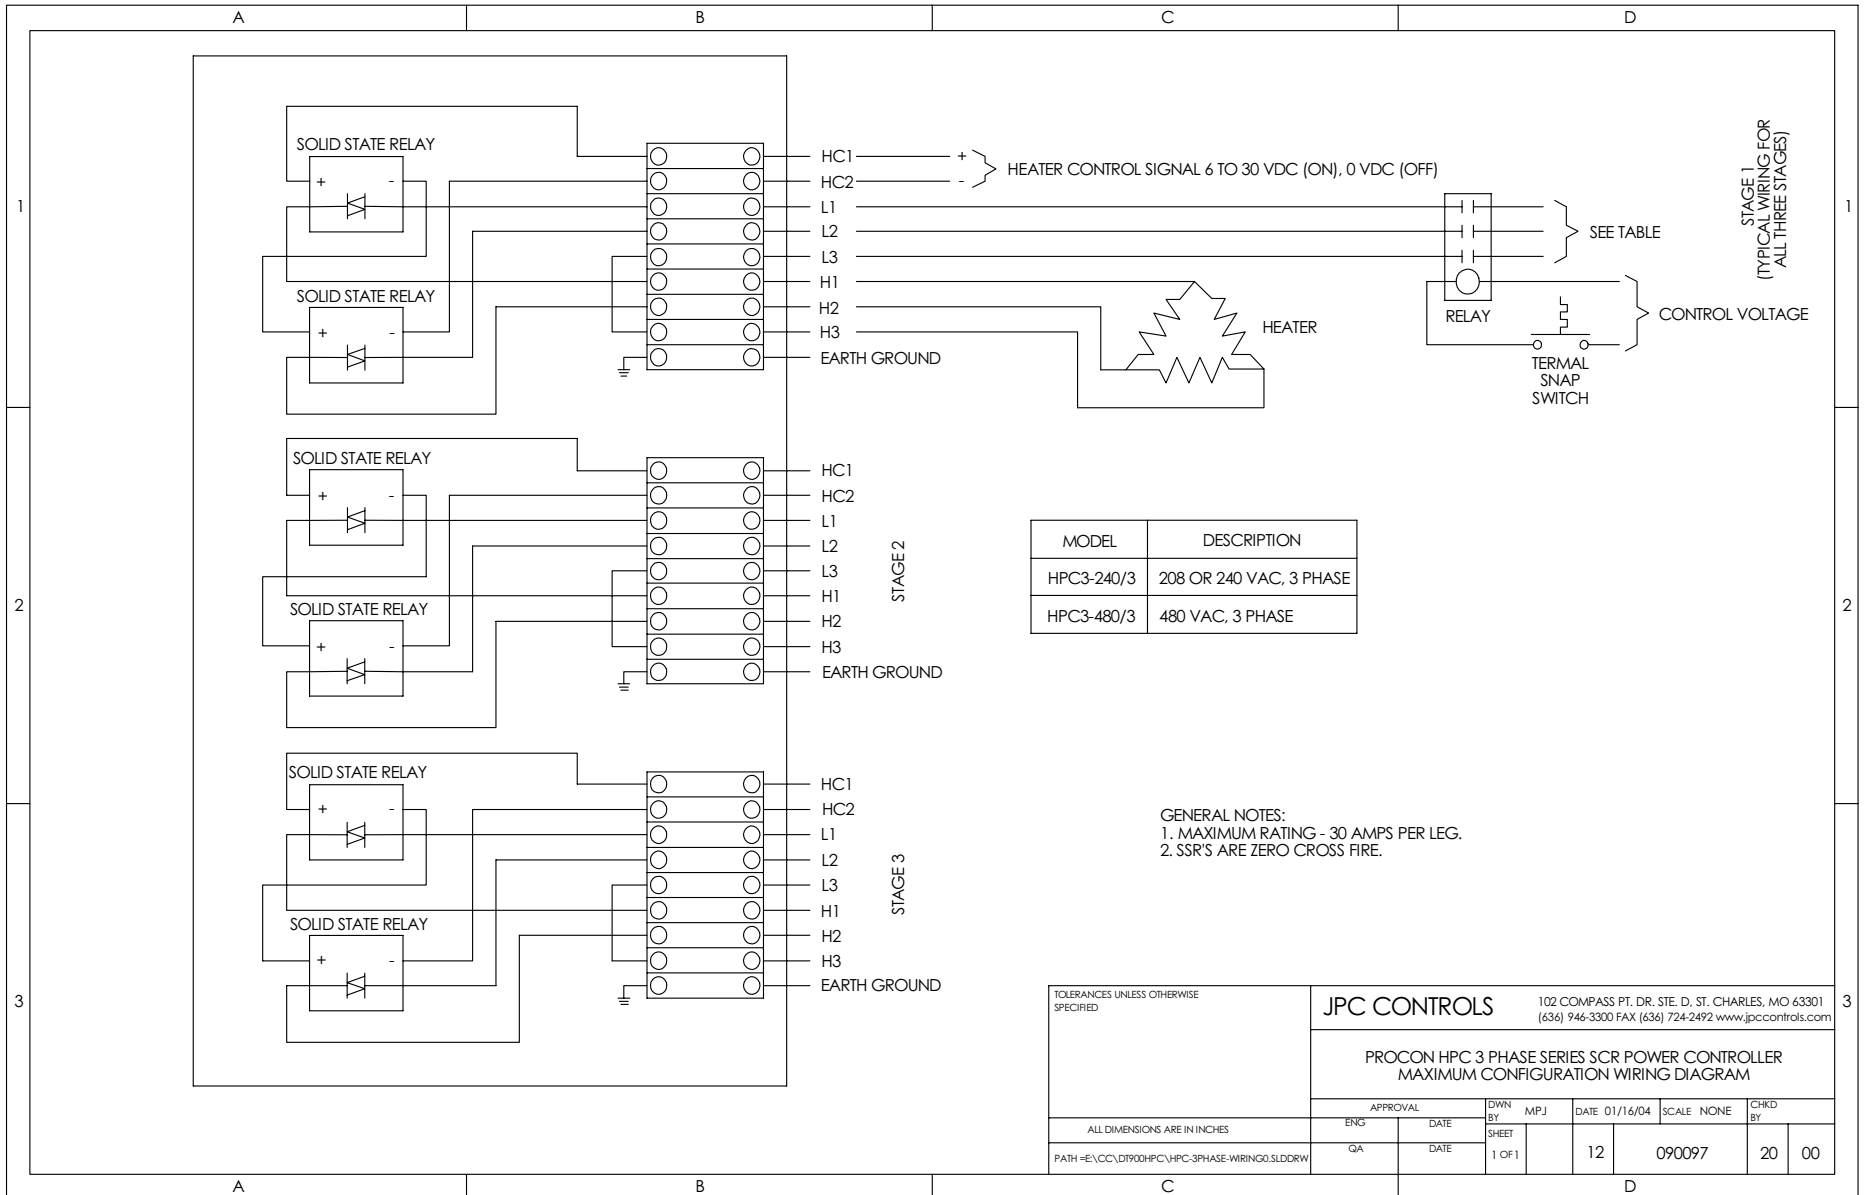 A B C D
SOLID STATE RELAY
+ -
SOLID STATE RELAY
+ -
HC1
HC2
L1
L2
L3
H1
H2
H3
EARTH GROUND
+
-
HEATER CONTROL SIGNAL 6 TO 30 VDC (ON), 0 VDC (OFF)
HEATER
RELAY
SEE TABLE
CONTROL VOLTAGE
TERMAL
SNAP
SWITCH
STAGE 1
(TYPICAL WIRING FOR
ALL THREE STAGES)
1 1
SOLID STATE RELAY
+ -
SOLID STATE RELAY
+ -
HC1
HC2
L1
L2
L3
H1
H2
H3
EARTH GROUND
STAGE 2
MODEL DESCRIPTION
HPC3-240/3 208 OR 240 VAC, 3 PHASE
HPC3-480/3 480 VAC, 3 PHASE
2 2
SOLID STATE RELAY
+ -
SOLID STATE RELAY
+ -
HC1
HC2
L1
L2
L3
H1
H2
H3
EARTH GROUND
STAGE 3
GENERAL NOTES:
1. MAXIMUM RATING - 30 AMPS PER LEG.
2. SSR'S ARE ZERO CROSS FIRE.
3 3
TOLERANCES UNLESS OTHERWISE
SPECIFIED
ALL DIMENSIONS ARE IN INCHES
PATH =E:\CC\DT900HPC\HPC-3PHASE-WIRING0.SLDDRW
JPC CONTROLS
102 COMPASS PT. DR. STE. D, ST. CHARLES, MO 63301
(636) 946-3300 FAX (636) 724-2492 www.jpccontrols.com
PROCON HPC 3 PHASE SERIES SCR POWER CONTROLLER
MAXIMUM CONFIGURATION WIRING DIAGRAM
APPROVAL
ENG DATE
QA DATE
DWN
BY MPJ
DATE 01/16/04
SCALE NONE
CHKD
BY
SHEET
1 OF1
12
090097
20
00
A B C D